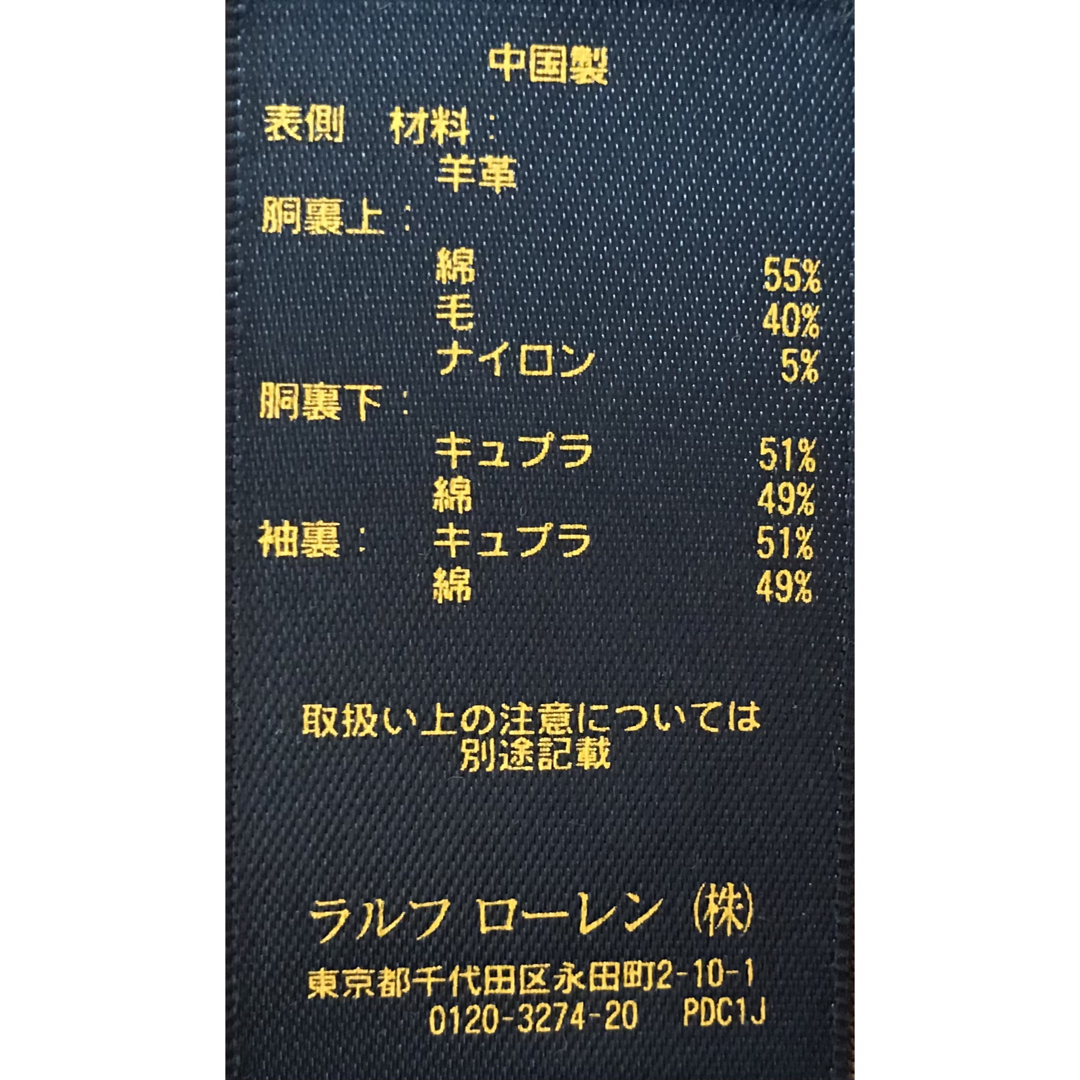 中国製
表側 材料:
羊革
胴裏上:
綿 55%
毛 40%
ナイロン 5%
胴裏下:
キュプラ 51%
綿 49%
袖裏: キュプラ 51%
綿 49%
取扱い上の注意については
別途記載
ラルフ ローレン (株)
東京都千代田区永田町2-10-1
0120-3274-20 PDC1J